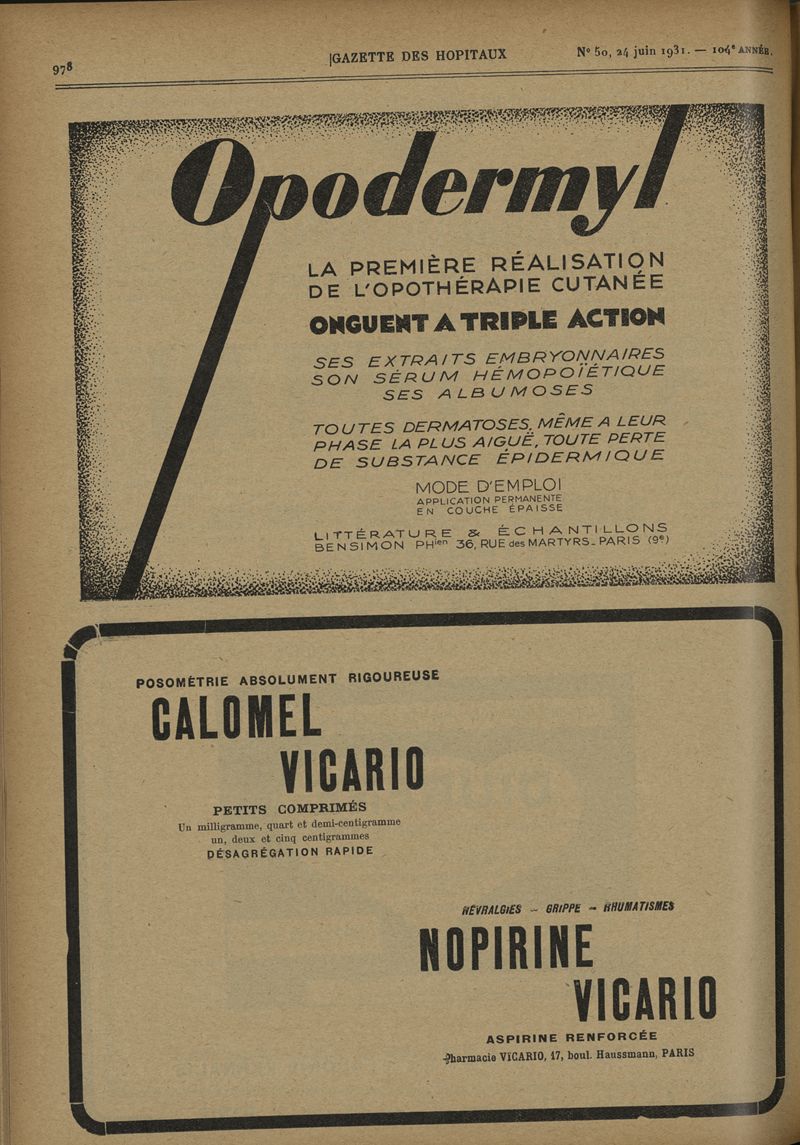 978
GAZETTE DES HOPITAUX
N° 50, 24 juin 1931. — 104e ANNÉE.
Opodermyl
LA PREMIÈRE RÉALISATION
DE L'OPOTHÉRAPIE CUTANÉE
ONGUENT A TRIPLE ACTION
SES EXTRAITS EMBRYONNAIRES
SON SÉRUM HÉMOPOÏÉTIQUE
SES ALBUMOSES
TOUTES DERMATOSES, MÊME A LEUR
PHASE LA PLUS AIGUË, TOUTE PERTE
DE SUBSTANCE ÉPIDERMIQUE
MODE D'EMPLOI
APPLICATION PERMANENTE
EN COUCHE ÉPAISSE
LITTÉRATURE & ÉCHANTILLONS
BENSIMON PHien 36, RUE des MARTYRS_PARIS (9e)
POSOMÉTRIE ABSOLUMENT RIGOUREUSE
CALOMEL
VICARIO
PETITS COMPRIMÉS
Un milligramme, quart et demi-centigramme
un, deux et cinq centigrammes
DÉSAGRÉGATION RAPIDE
NÉVRALGIES - GRIPPE - RHUMATISMES
NOPIRINE
VICARIO
ASPIRINE RENFORCÉE
Pharmacie VICARIO, 17, boul. Haussmann, PARIS